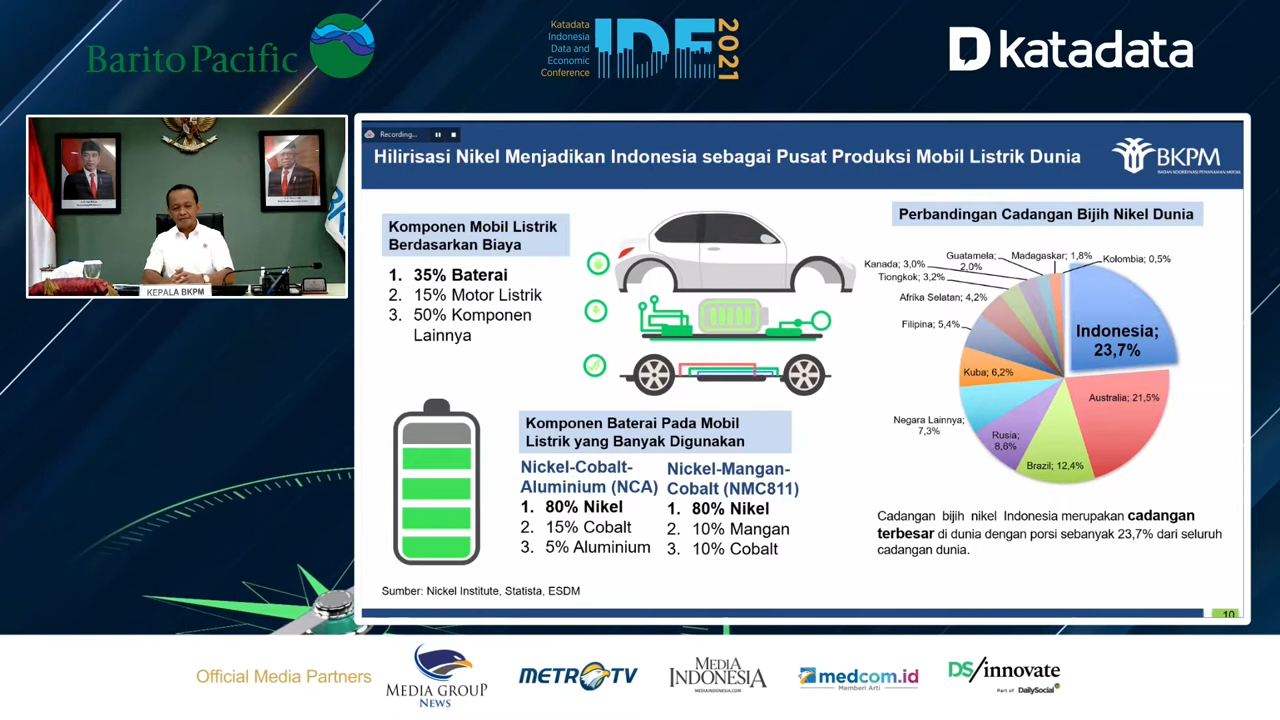 Barito Pacific
Katadata
Indonesia
Data and
Economic
Conference
IDE
2021
katadata
KEPALA BKPM
Recording...
Hilirisasi Nikel Menjadikan Indonesia sebagai Pusat Produksi Mobil Listrik Dunia
BKPM
BADAN KOORDINASI PENANAMAN MODAL
Komponen Mobil Listrik
Berdasarkan Biaya
1. 35% Baterai
2. 15% Motor Listrik
3. 50% Komponen
Lainnya
Komponen Baterai Pada Mobil
Listrik yang Banyak Digunakan
Nickel-Cobalt-
Aluminium (NCA)
1. 80% Nikel
2. 15% Cobalt
3. 5% Aluminium
Nickel-Mangan-
Cobalt (NMC811)
1. 80% Nikel
2. 10% Mangan
3. 10% Cobalt
Sumber: Nickel Institute, Statista, ESDM
Perbandingan Cadangan Bijih Nikel Dunia
Guatamela;
2,0%
Madagaskar; 1,8%
Kolombia; 0,5%
Kanada; 3,0%
Tiongkok; 3,2%
Afrika Selatan; 4,2%
Filipina; 5,4%
Kuba; 6,2%
Negara Lainnya;
7,3%
Rusia;
8,6%
Brazil; 12,4%
Australia; 21,5%
Indonesia;
23,7%
Cadangan bijih nikel Indonesia merupakan cadangan
terbesar di dunia dengan porsi sebanyak 23,7% dari seluruh
cadangan dunia.
10
Official Media Partners
MEDIA GROUP
NEWS
METRO TV
MEDIA
INDONESIA
MEDIAINDONESIA.COM
medcom.id
Memberi Arti
DS/innovate
Part of DailySocial